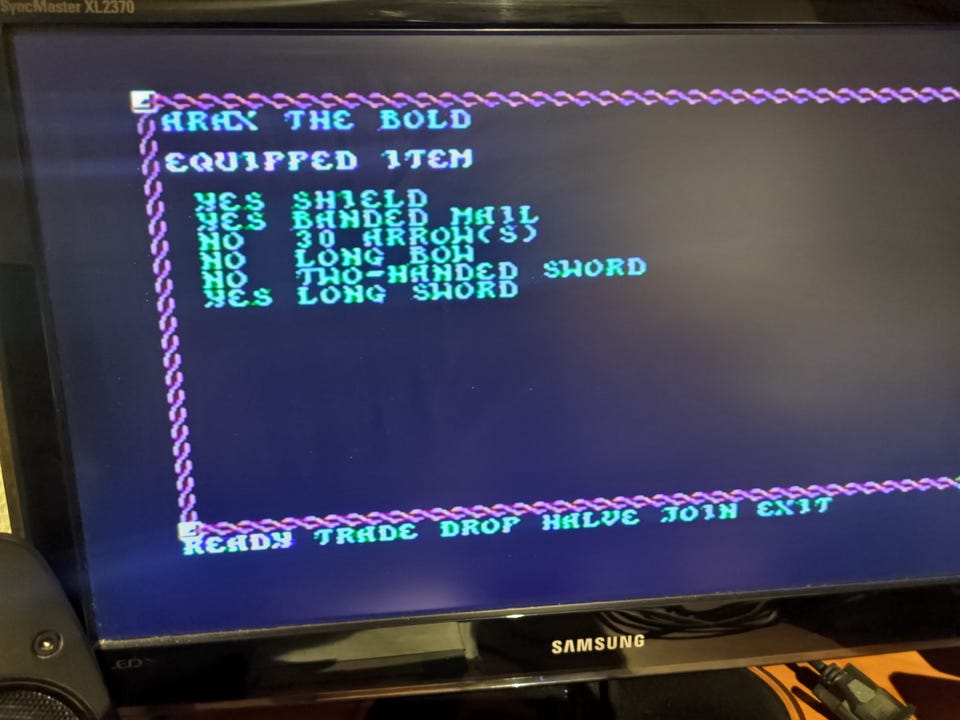 SyncMaster XL2370
ARAX THE BOLD
EQUIPPED ITEM
YES SHIELD
YES BANDED MAIL
NO 30 ARROW(S)
NO LONG BOW
NO TWO-HANDED SWORD
YES LONG SWORD
READY TRADE DROP HALVE JOIN EXIT
SAMSUNG
LED